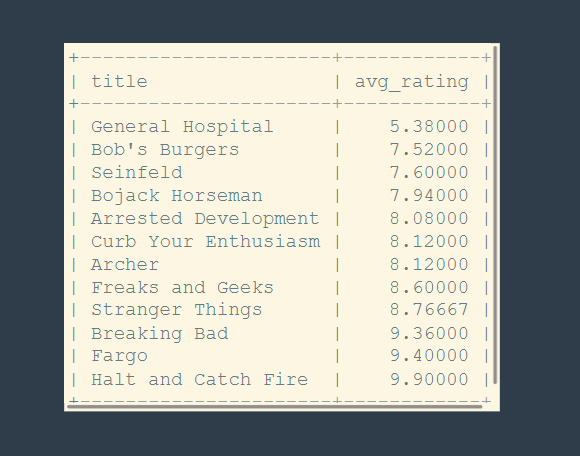 +----------------------+------------+
| title                | avg_rating |
+----------------------+------------+
| General Hospital     |    5.38000 |
| Bob's Burgers        |    7.52000 |
| Seinfeld             |    7.60000 |
| Bojack Horseman      |    7.94000 |
| Arrested Development |    8.08000 |
| Curb Your Enthusiasm |    8.12000 |
| Archer               |    8.12000 |
| Freaks and Geeks     |    8.60000 |
| Stranger Things      |    8.76667 |
| Breaking Bad         |    9.36000 |
| Fargo                |    9.40000 |
| Halt and Catch Fire  |    9.90000 |
+----------------------+------------+